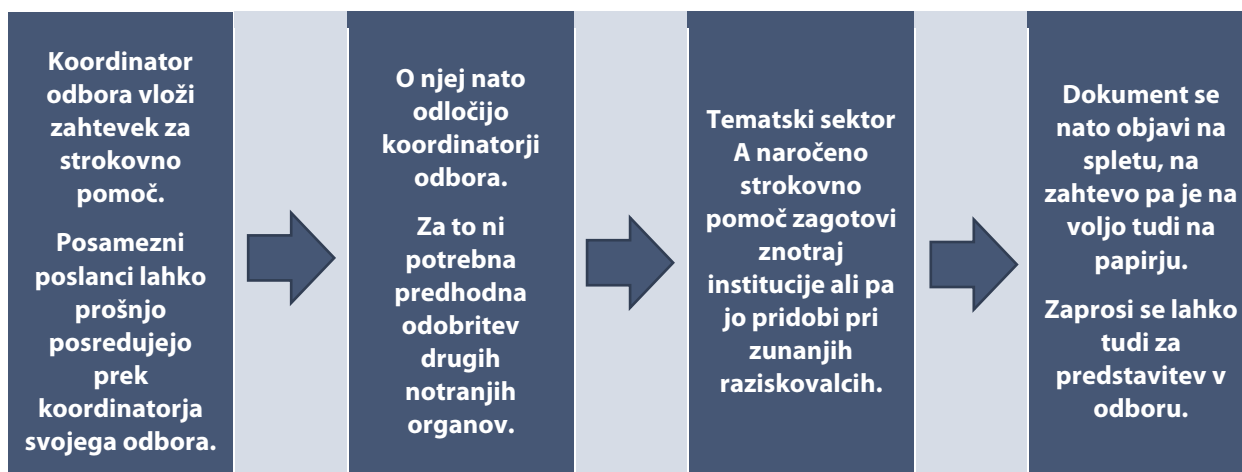 Koordinator
odbora vloži
zahtevek za
strokovno
pomoč.
Posamezni
poslanci lahko
prošnjo
posredujejo
prek
koordinatorja
svojega odbora.
O njej nato
odločijo
koordinatorji
odbora.
Za to ni
potrebna
predhodna
odobritev
drugih
notranjih
organov.
Tematski sektor
A naročeno
strokovno
pomoč zagotovi
znotraj
institucije ali pa
jo pridobi pri
zunanjih
raziskovalcih.
Dokument se
nato objavi na
spletu, na
zahtevo pa je na
voljo tudi na
papirju.
Zaprosi se lahko
tudi za
predstavitev v
odboru.